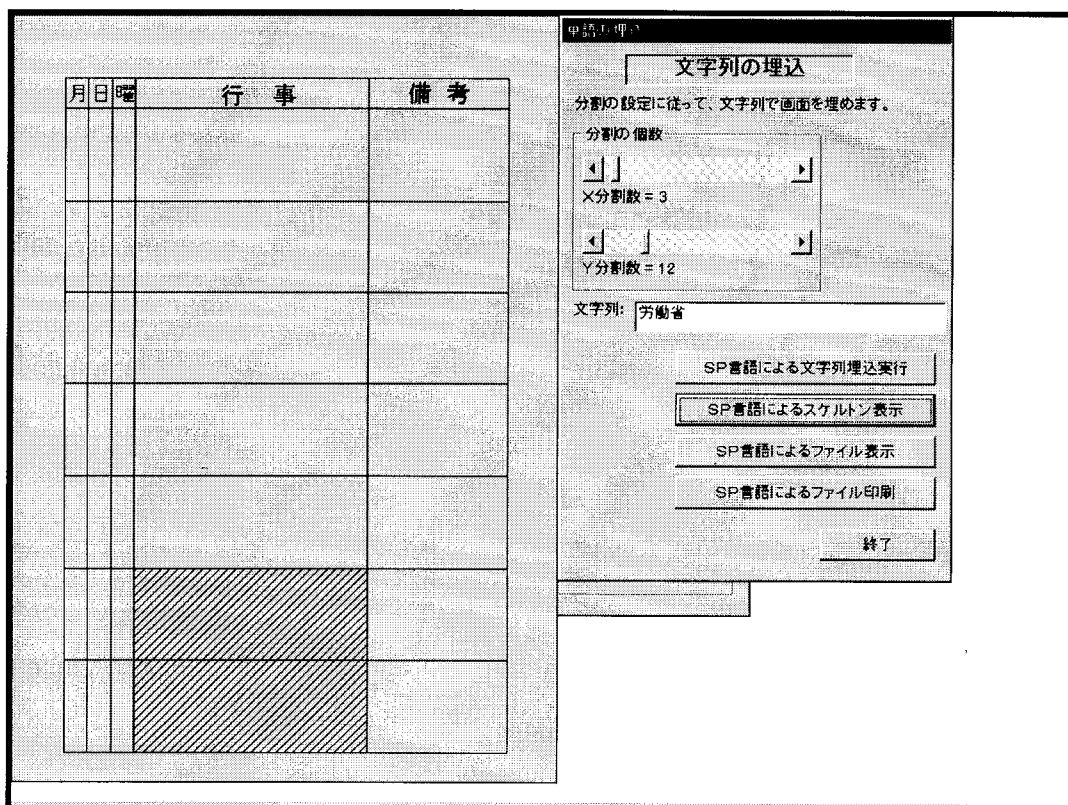 月 日 曜 行 事 備 考
文字列の埋込
分割の設定に従って、文字列で画面を埋めます。
分割の個数
X分割数 = 3
Y分割数 = 12
文字列: 労働省
SP言語による文字列埋込実行
SP言語によるスケルトン表示
SP言語によるファイル表示
SP言語によるファイル印刷
終了